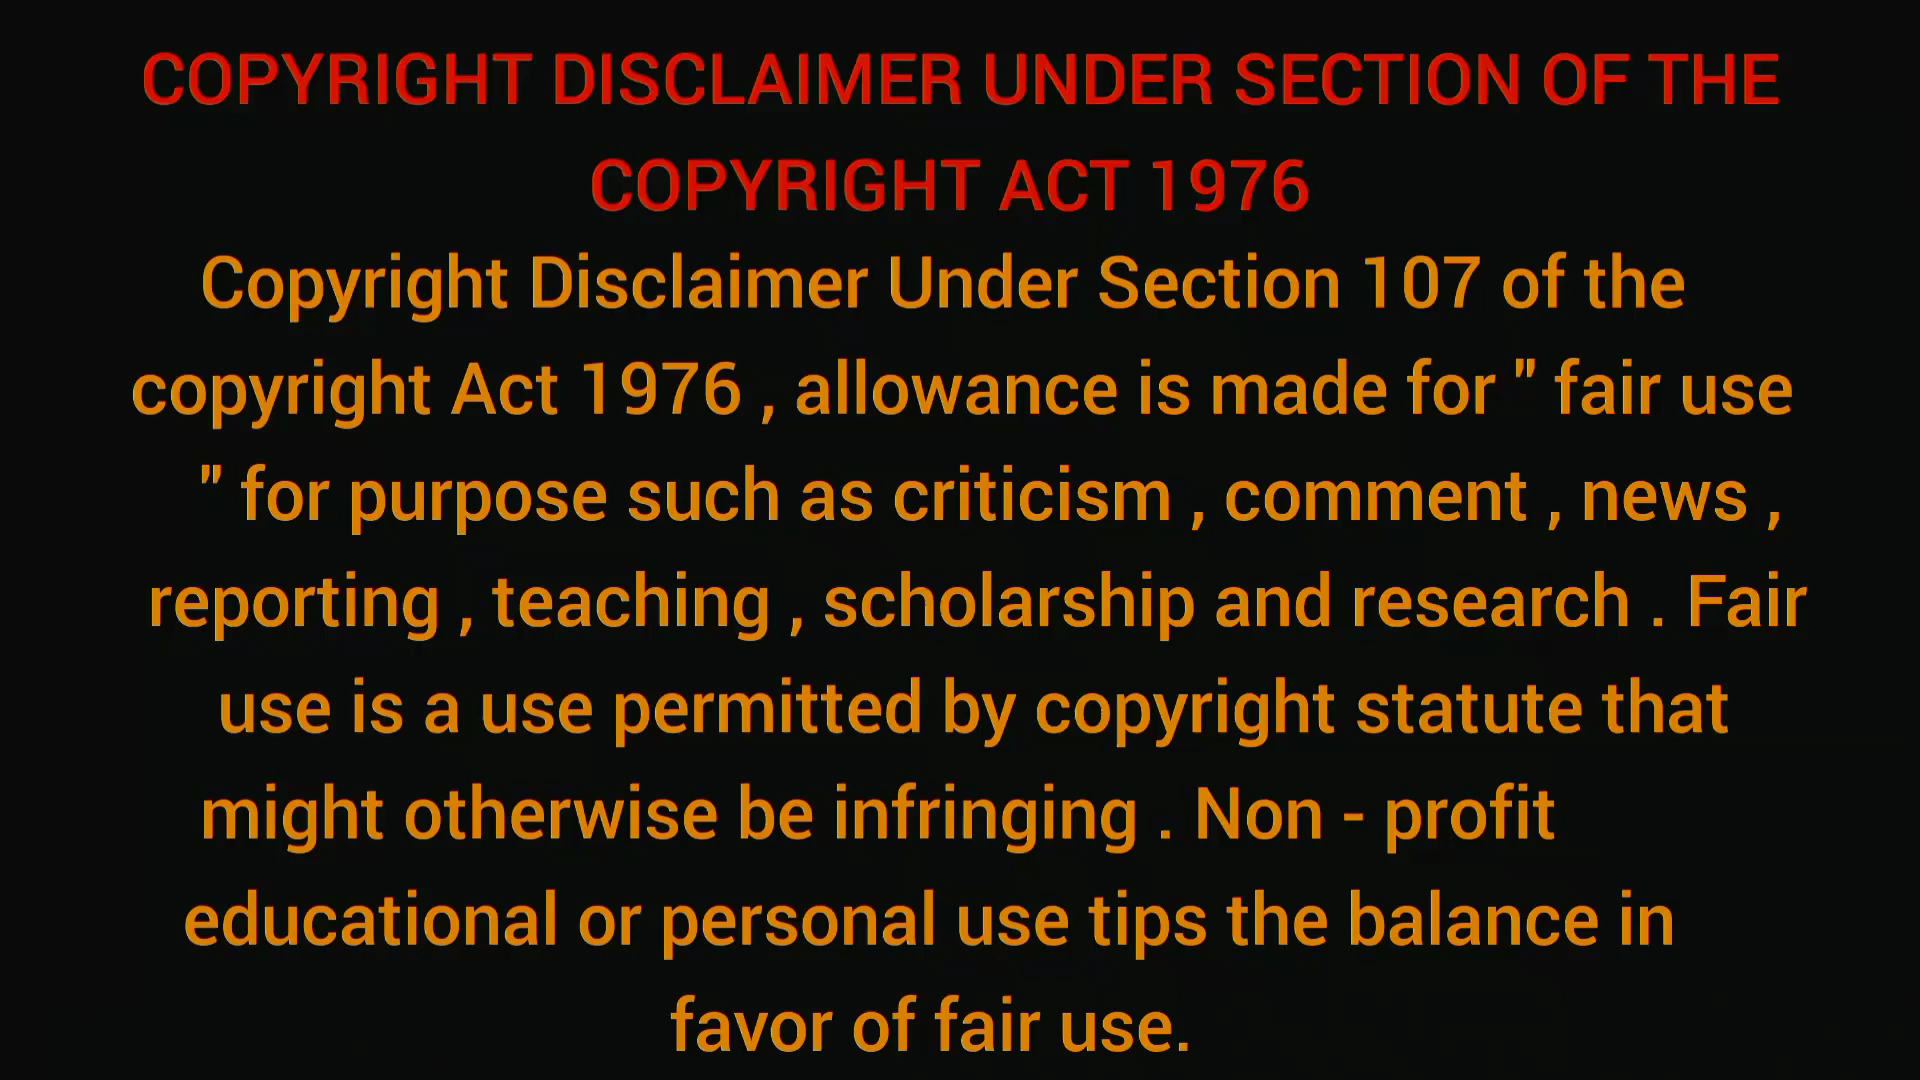 COPYRIGHT DISCLAIMER UNDER SECTION OF THE
COPYRIGHT ACT 1976
Copyright Disclaimer Under Section 107 of the
copyright Act 1976 , allowance is made for " fair use
" for purpose such as criticism , comment , news ,
reporting , teaching , scholarship and research . Fair
use is a use permitted by copyright statute that
might otherwise be infringing . Non - profit
educational or personal use tips the balance in
favor of fair use.